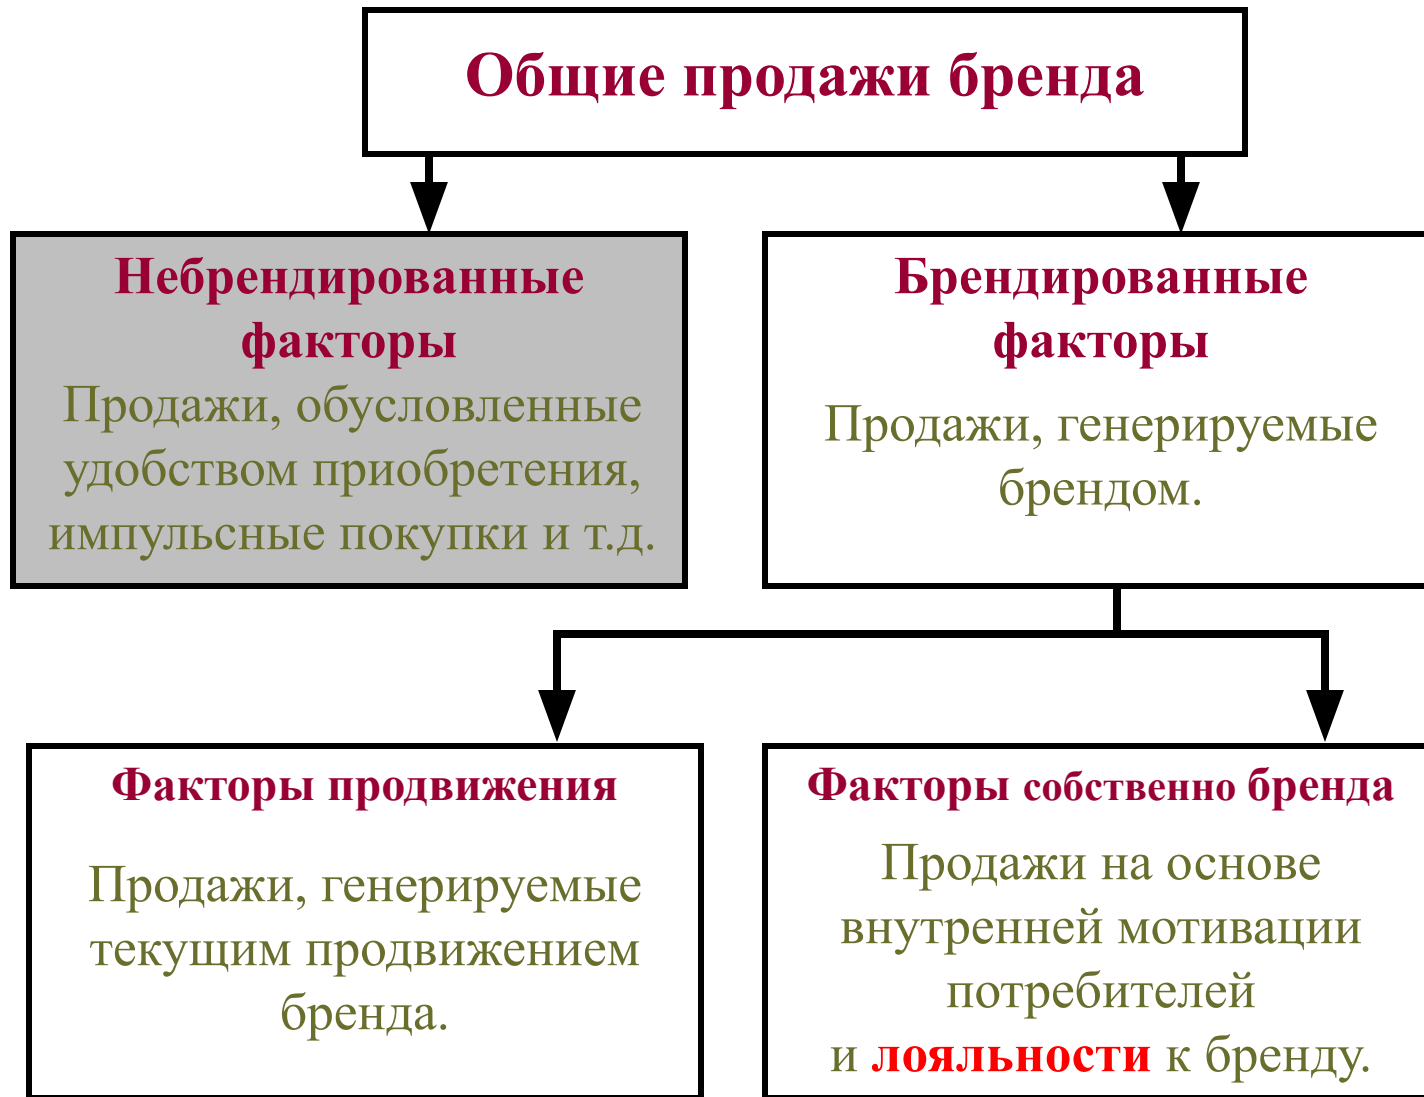 Общие продажи бренда
Небрендированные
факторы
Продажи, обусловленные
удобством приобретения,
импульсные покупки и т.д.
Брендированные
факторы
Продажи, генерируемые
брендом.
Факторы продвижения
Продажи, генерируемые
текущим продвижением
бренда.
Факторы собственно бренда
Продажи на основе
внутренней мотивации
потребителей
и лояльности к бренду.